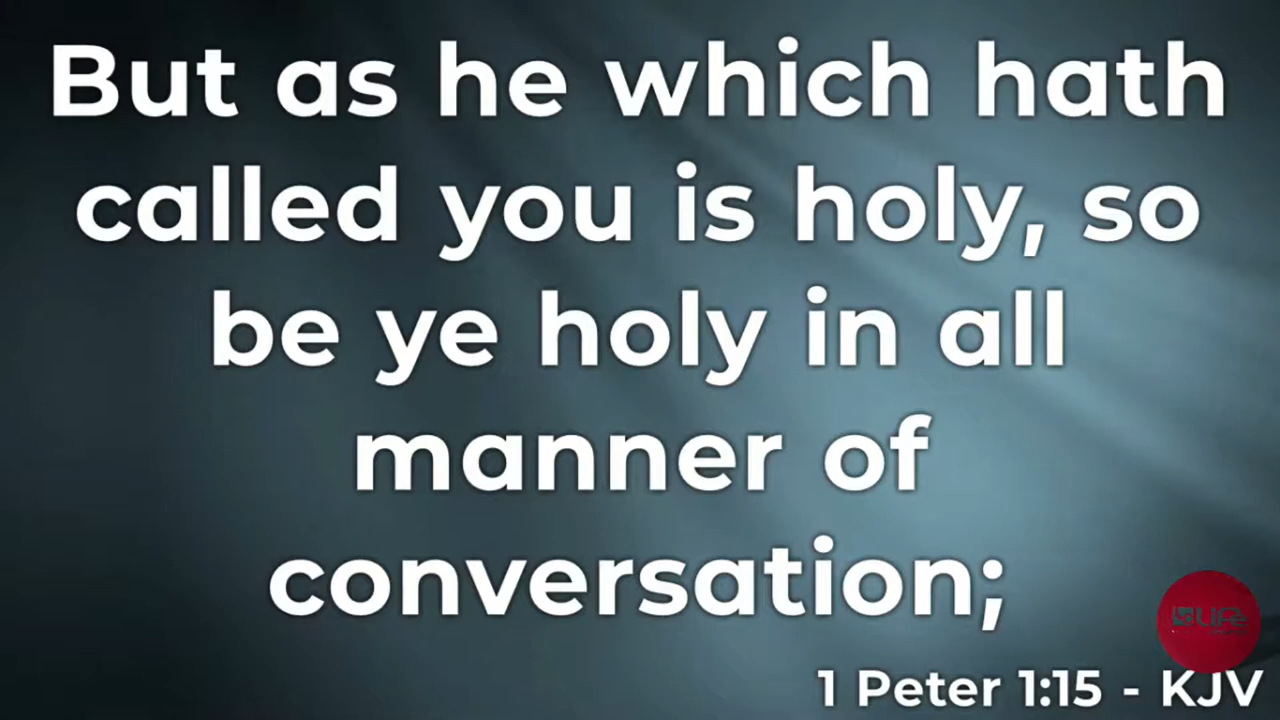 But as he which hath
called you is holy, so
be ye holy in all
manner of
conversation;
LIFe
1 Peter 1:15 - KJV